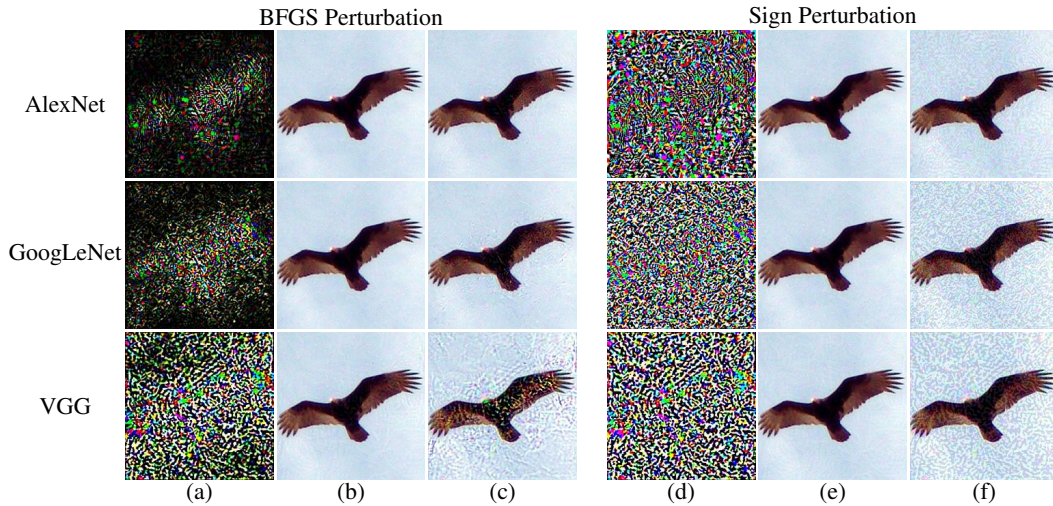 BFGS Perturbation
Sign Perturbation
AlexNet
GoogLeNet
VGG
(a)
(b)
(c)
(d)
(e)
(f)